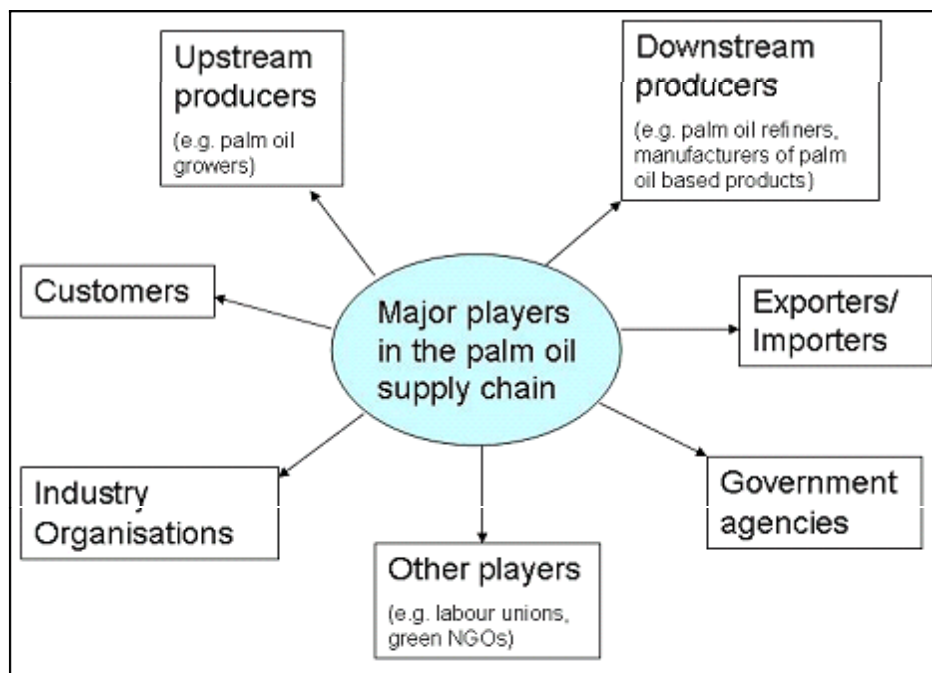 Upstream
producers
(e.g. palm oil
growers)
Downstream
producers
(e.g. palm oil refiners,
manufacturers of palm
oil based products)
Customers
Major players
in the palm oil
supply chain
Exporters/
Importers
Industry
Organisations
Other players
(e.g. labour unions,
green NGOs)
Government
agencies